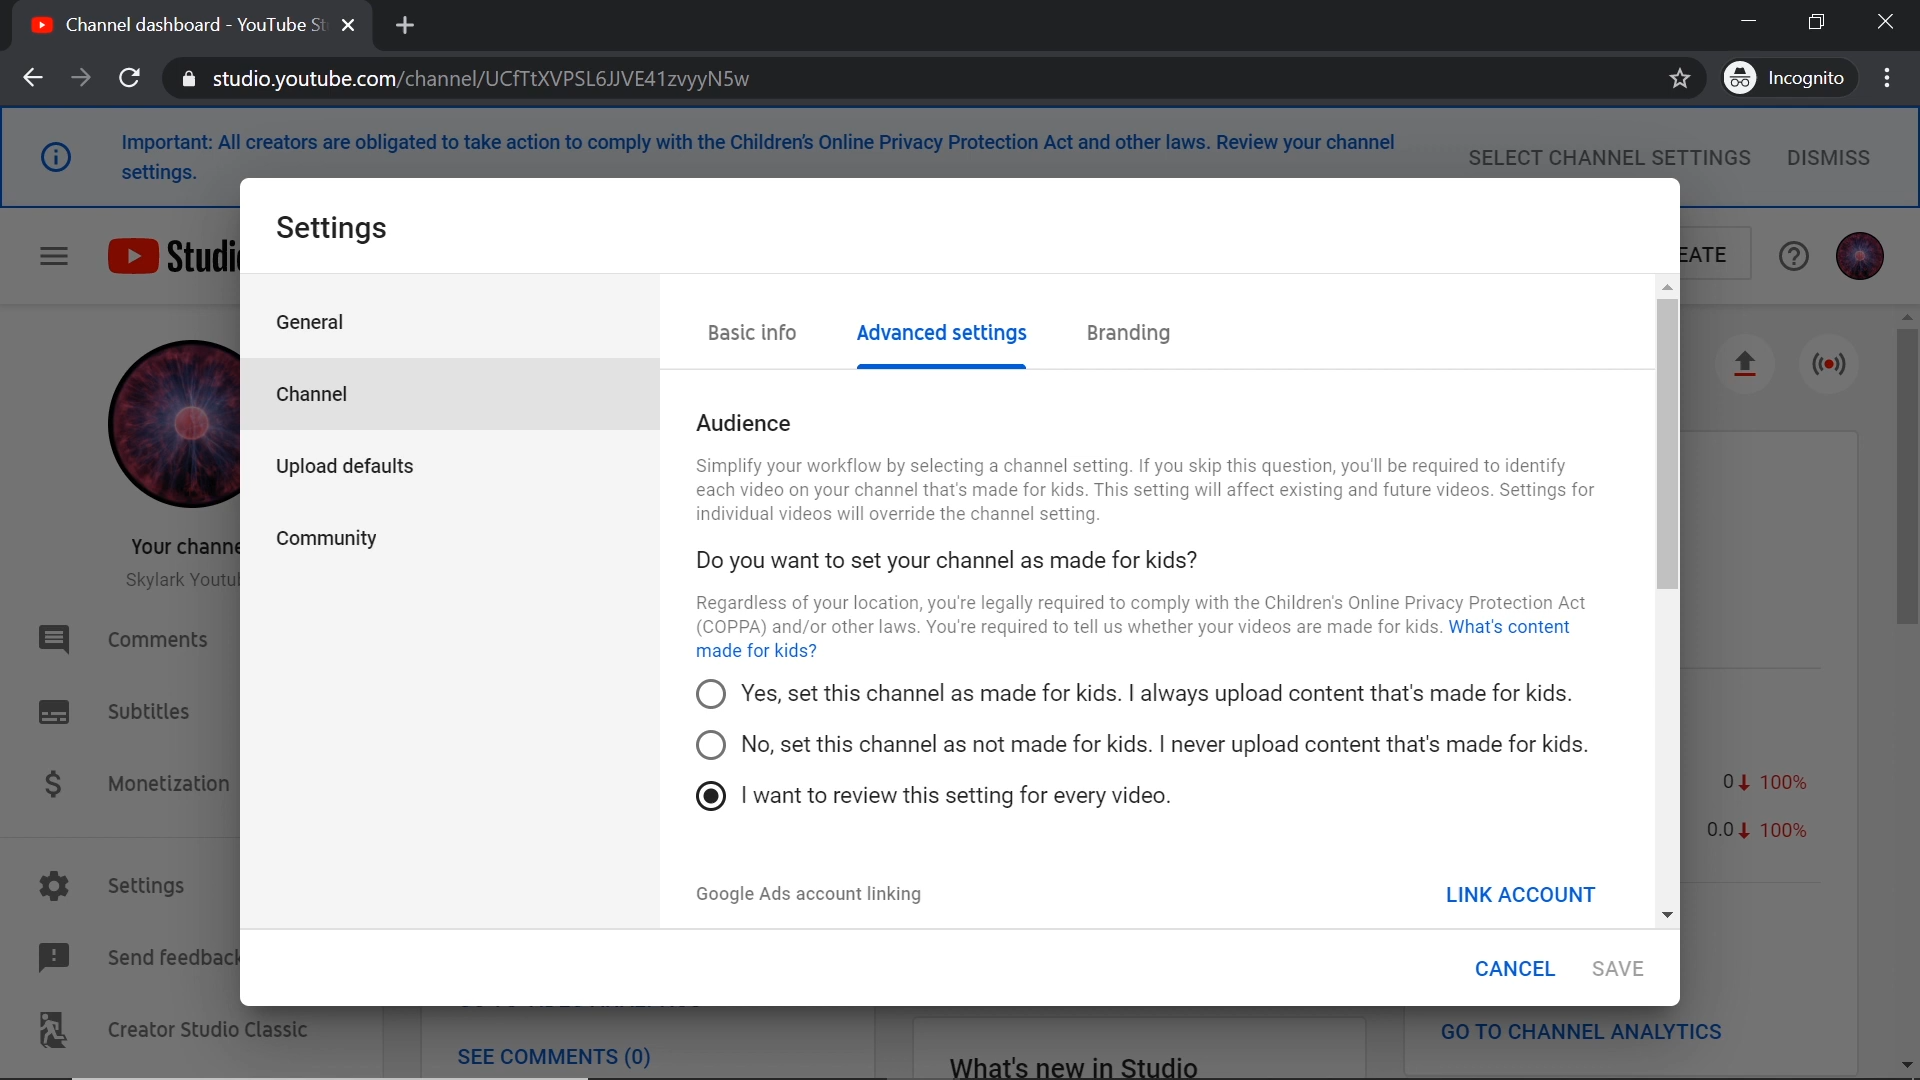 Channel dashboard - YouTube St
studio.youtube.com/channel/UCfTtXVPSL6JJVE41zvyyN5w
Incognito
Important: All creators are obligated to take action to comply with the Children's Online Privacy Protection Act and other laws. Review your channel
settings.
SELECT CHANNEL SETTINGS
DISMISS
Studio
EATE
Settings
General
Channel
Upload defaults
Community
Basic info
Advanced settings
Branding
Audience
Simplify your workflow by selecting a channel setting. If you skip this question, you'll be required to identify
each video on your channel that's made for kids. This setting will affect existing and future videos. Settings for
individual videos will override the channel setting.
Do you want to set your channel as made for kids?
Regardless of your location, you're legally required to comply with the Children's Online Privacy Protection Act
(COPPA) and/or other laws. You're required to tell us whether your videos are made for kids. What's content
made for kids?
Yes, set this channel as made for kids. I always upload content that's made for kids.
No, set this channel as not made for kids. I never upload content that's made for kids.
I want to review this setting for every video.
Google Ads account linking
LINK ACCOUNT
CANCEL
SAVE
Your channe
Skylark Youtu
Comments
Subtitles
Monetization
Settings
Send feedback
Creator Studio Classic
0 100%
0.0 100%
SEE COMMENTS (0)
What's new in Studio
GO TO CHANNEL ANALYTICS